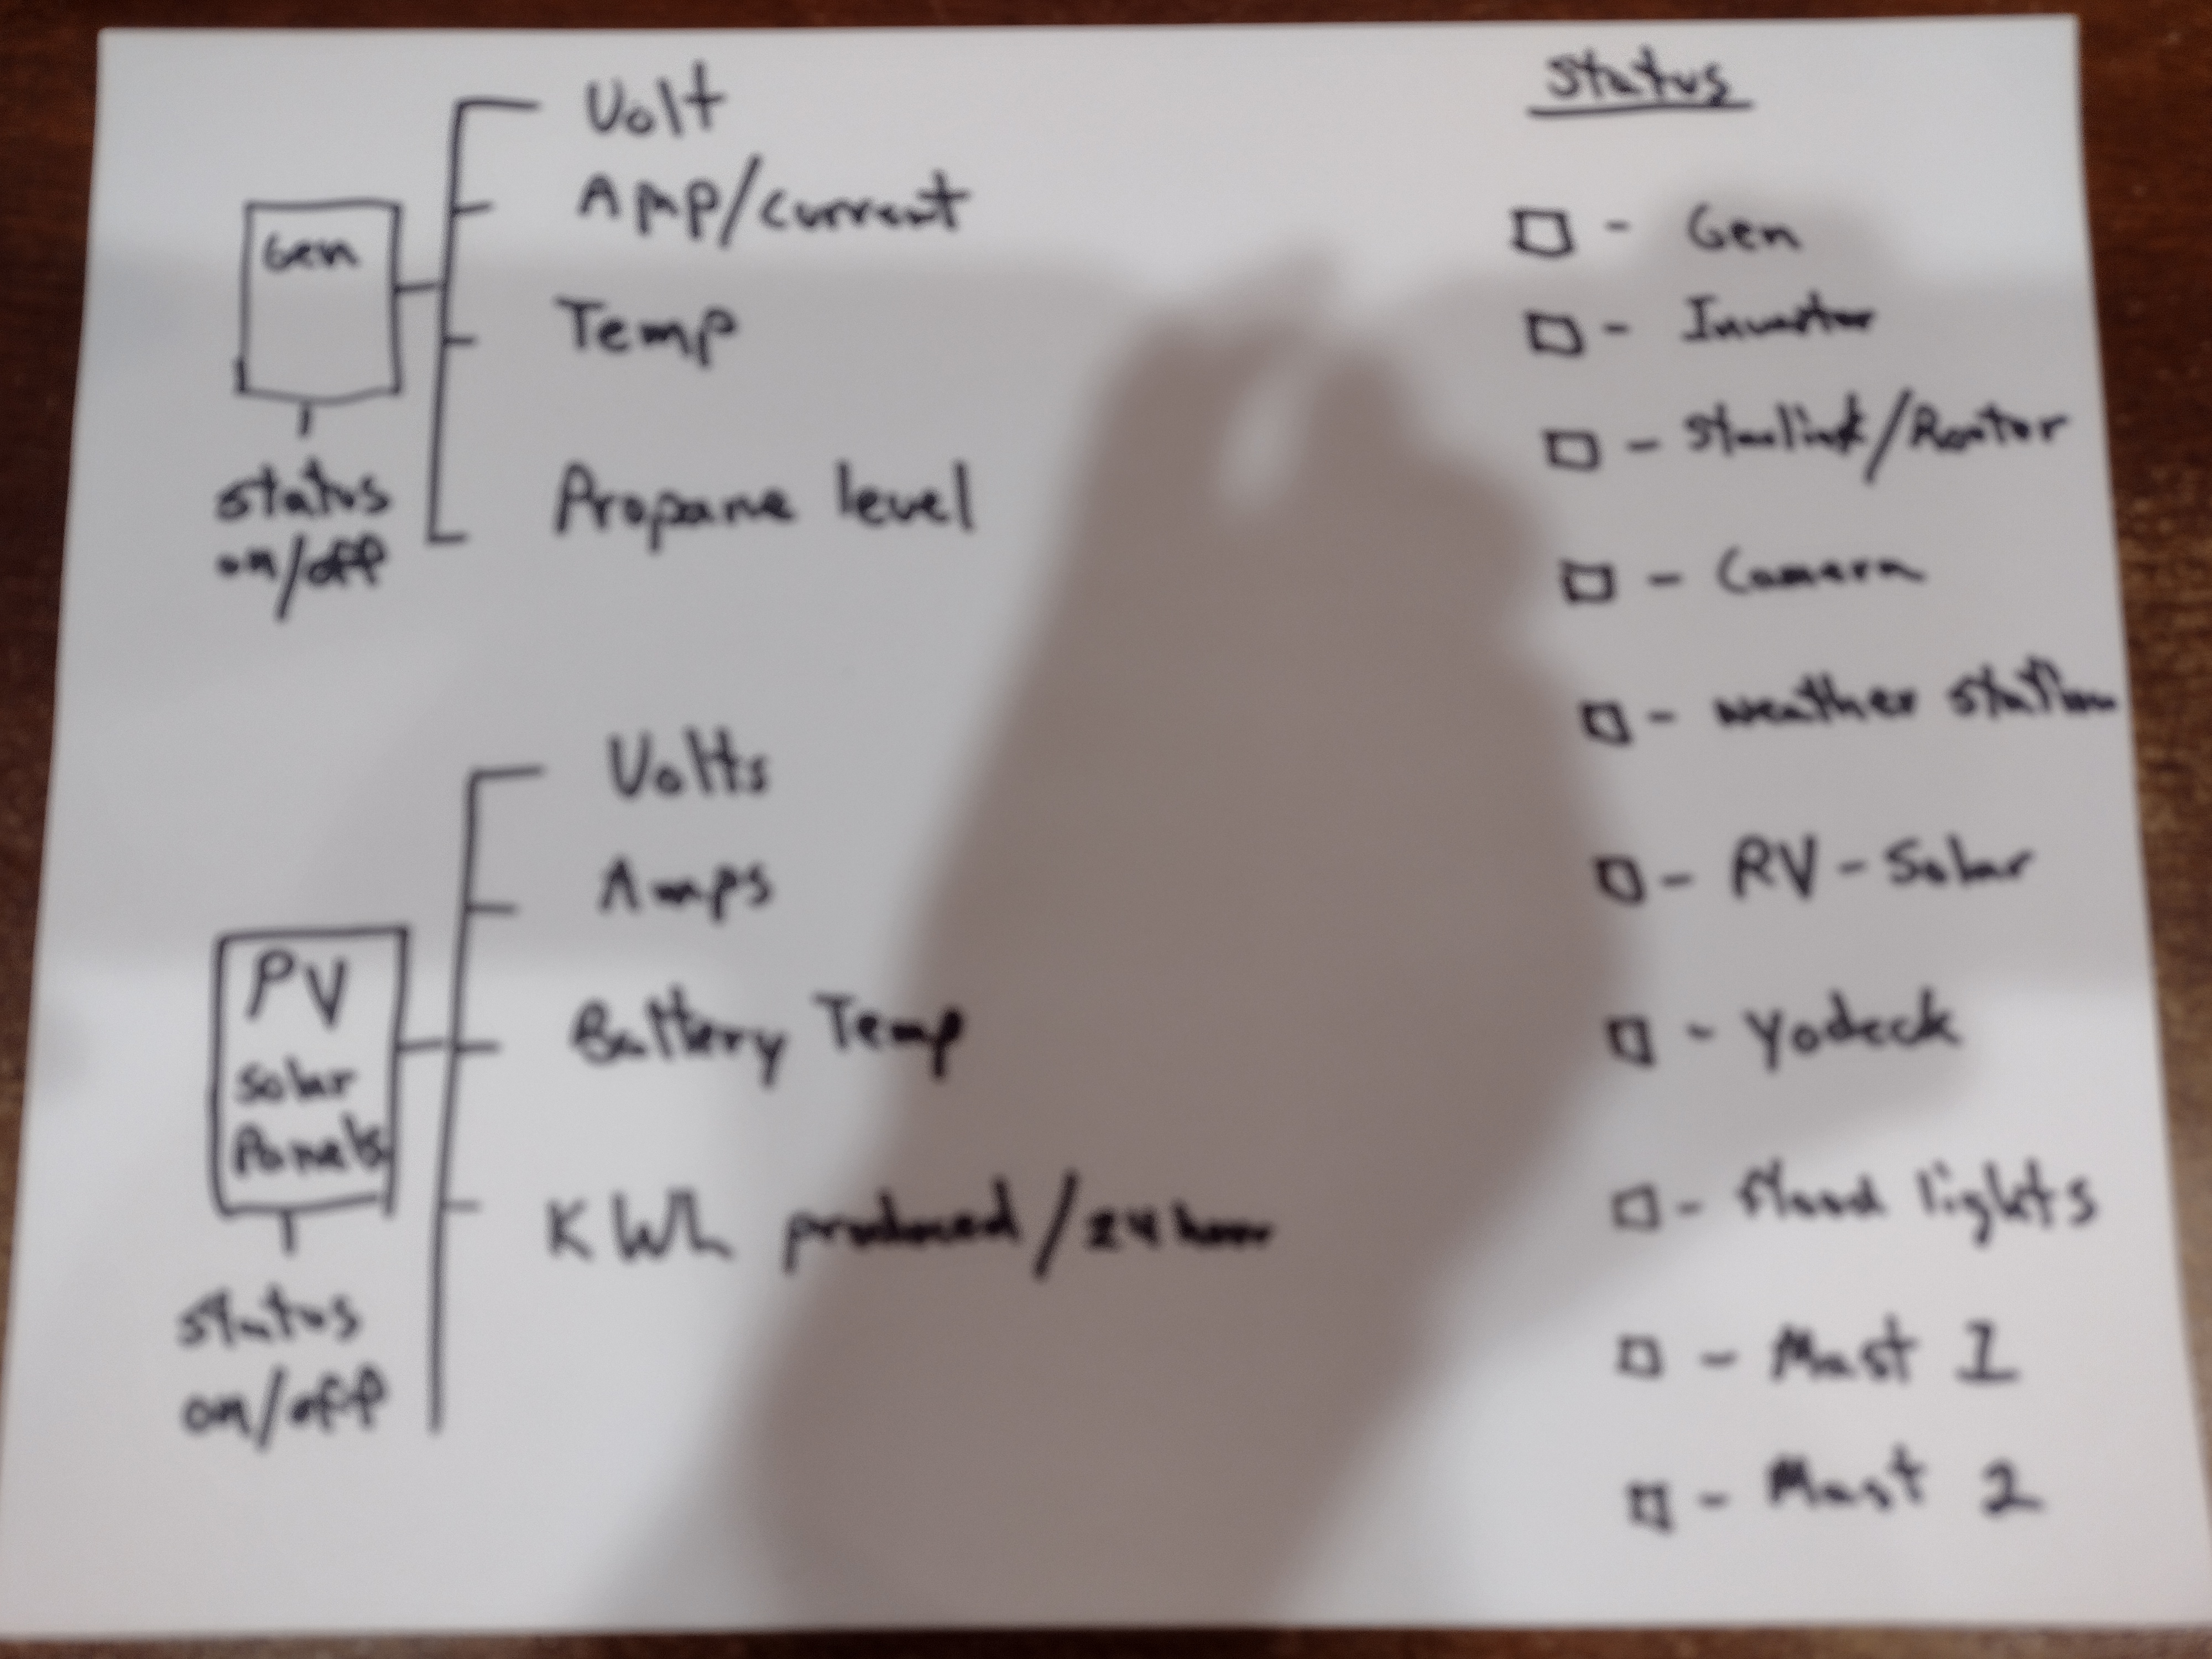 Gen
status
on/off
Volt
Amp/current
Temp
Propane level
PV
Solar
Panels
status
on/off
Volts
Amps
Battery Temp
KWh produced/24 hour
Status
- Gen
- Inverter
- Starlink/Router
- Camera
- weather station
- RV-Solar
- Yodeck
- flood lights
- Mast 1
- Mast 2